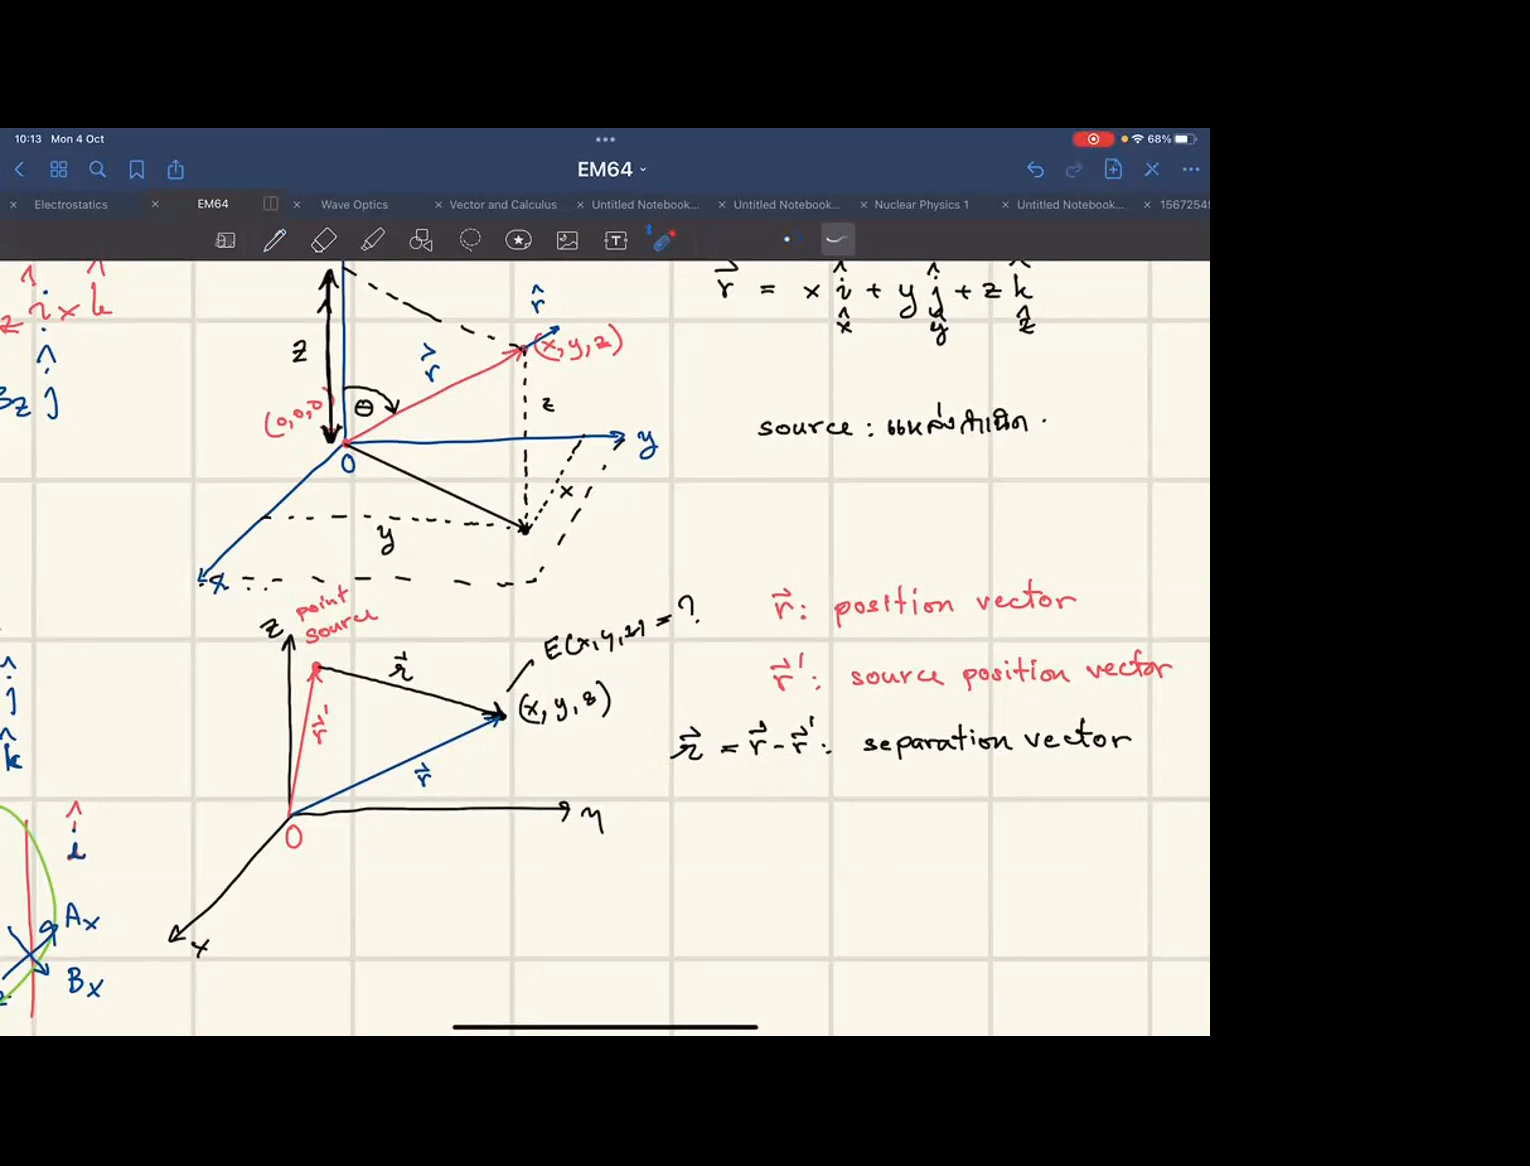 10:13 Mon 4 Oct
68%
EM64
Electrostatics
EM64
Wave Optics
Vector and Calculus
Untitled Notebook...
Untitled Notebook...
Nuclear Physics 1
Untitled Notebook...
1567254
î × k̂
z
ĵ
Bz ĵ
r̂
(x, y, z)
z
r⃗
θ
z
(0,0,0)
y
O
x
y
x
r⃗ = x î + y ĵ + z k̂
x̂ ŷ ẑ
source : แหล่งกำเนิด
point
source
z
E(x,y,z) = ?
r⃗
(x, y, z)
r⃗'
r⃗
y
O
x
r⃗ : position vector
r⃗' : source position vector
r⃗ = r⃗ - r⃗' : separation vector
ĵ
k̂
î
Ax
Bx